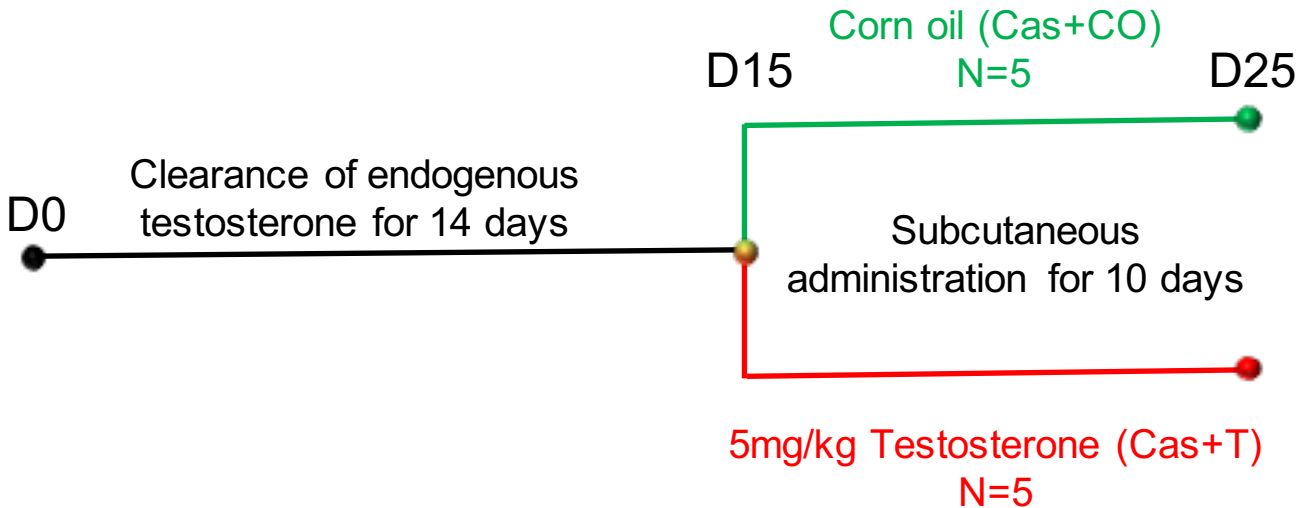 Corn oil (Cas+CO)
N=5
D15
D25
Clearance of endogenous
testosterone for 14 days
D0
Subcutaneous
administration for 10 days
5mg/kg Testosterone (Cas+T)
N=5